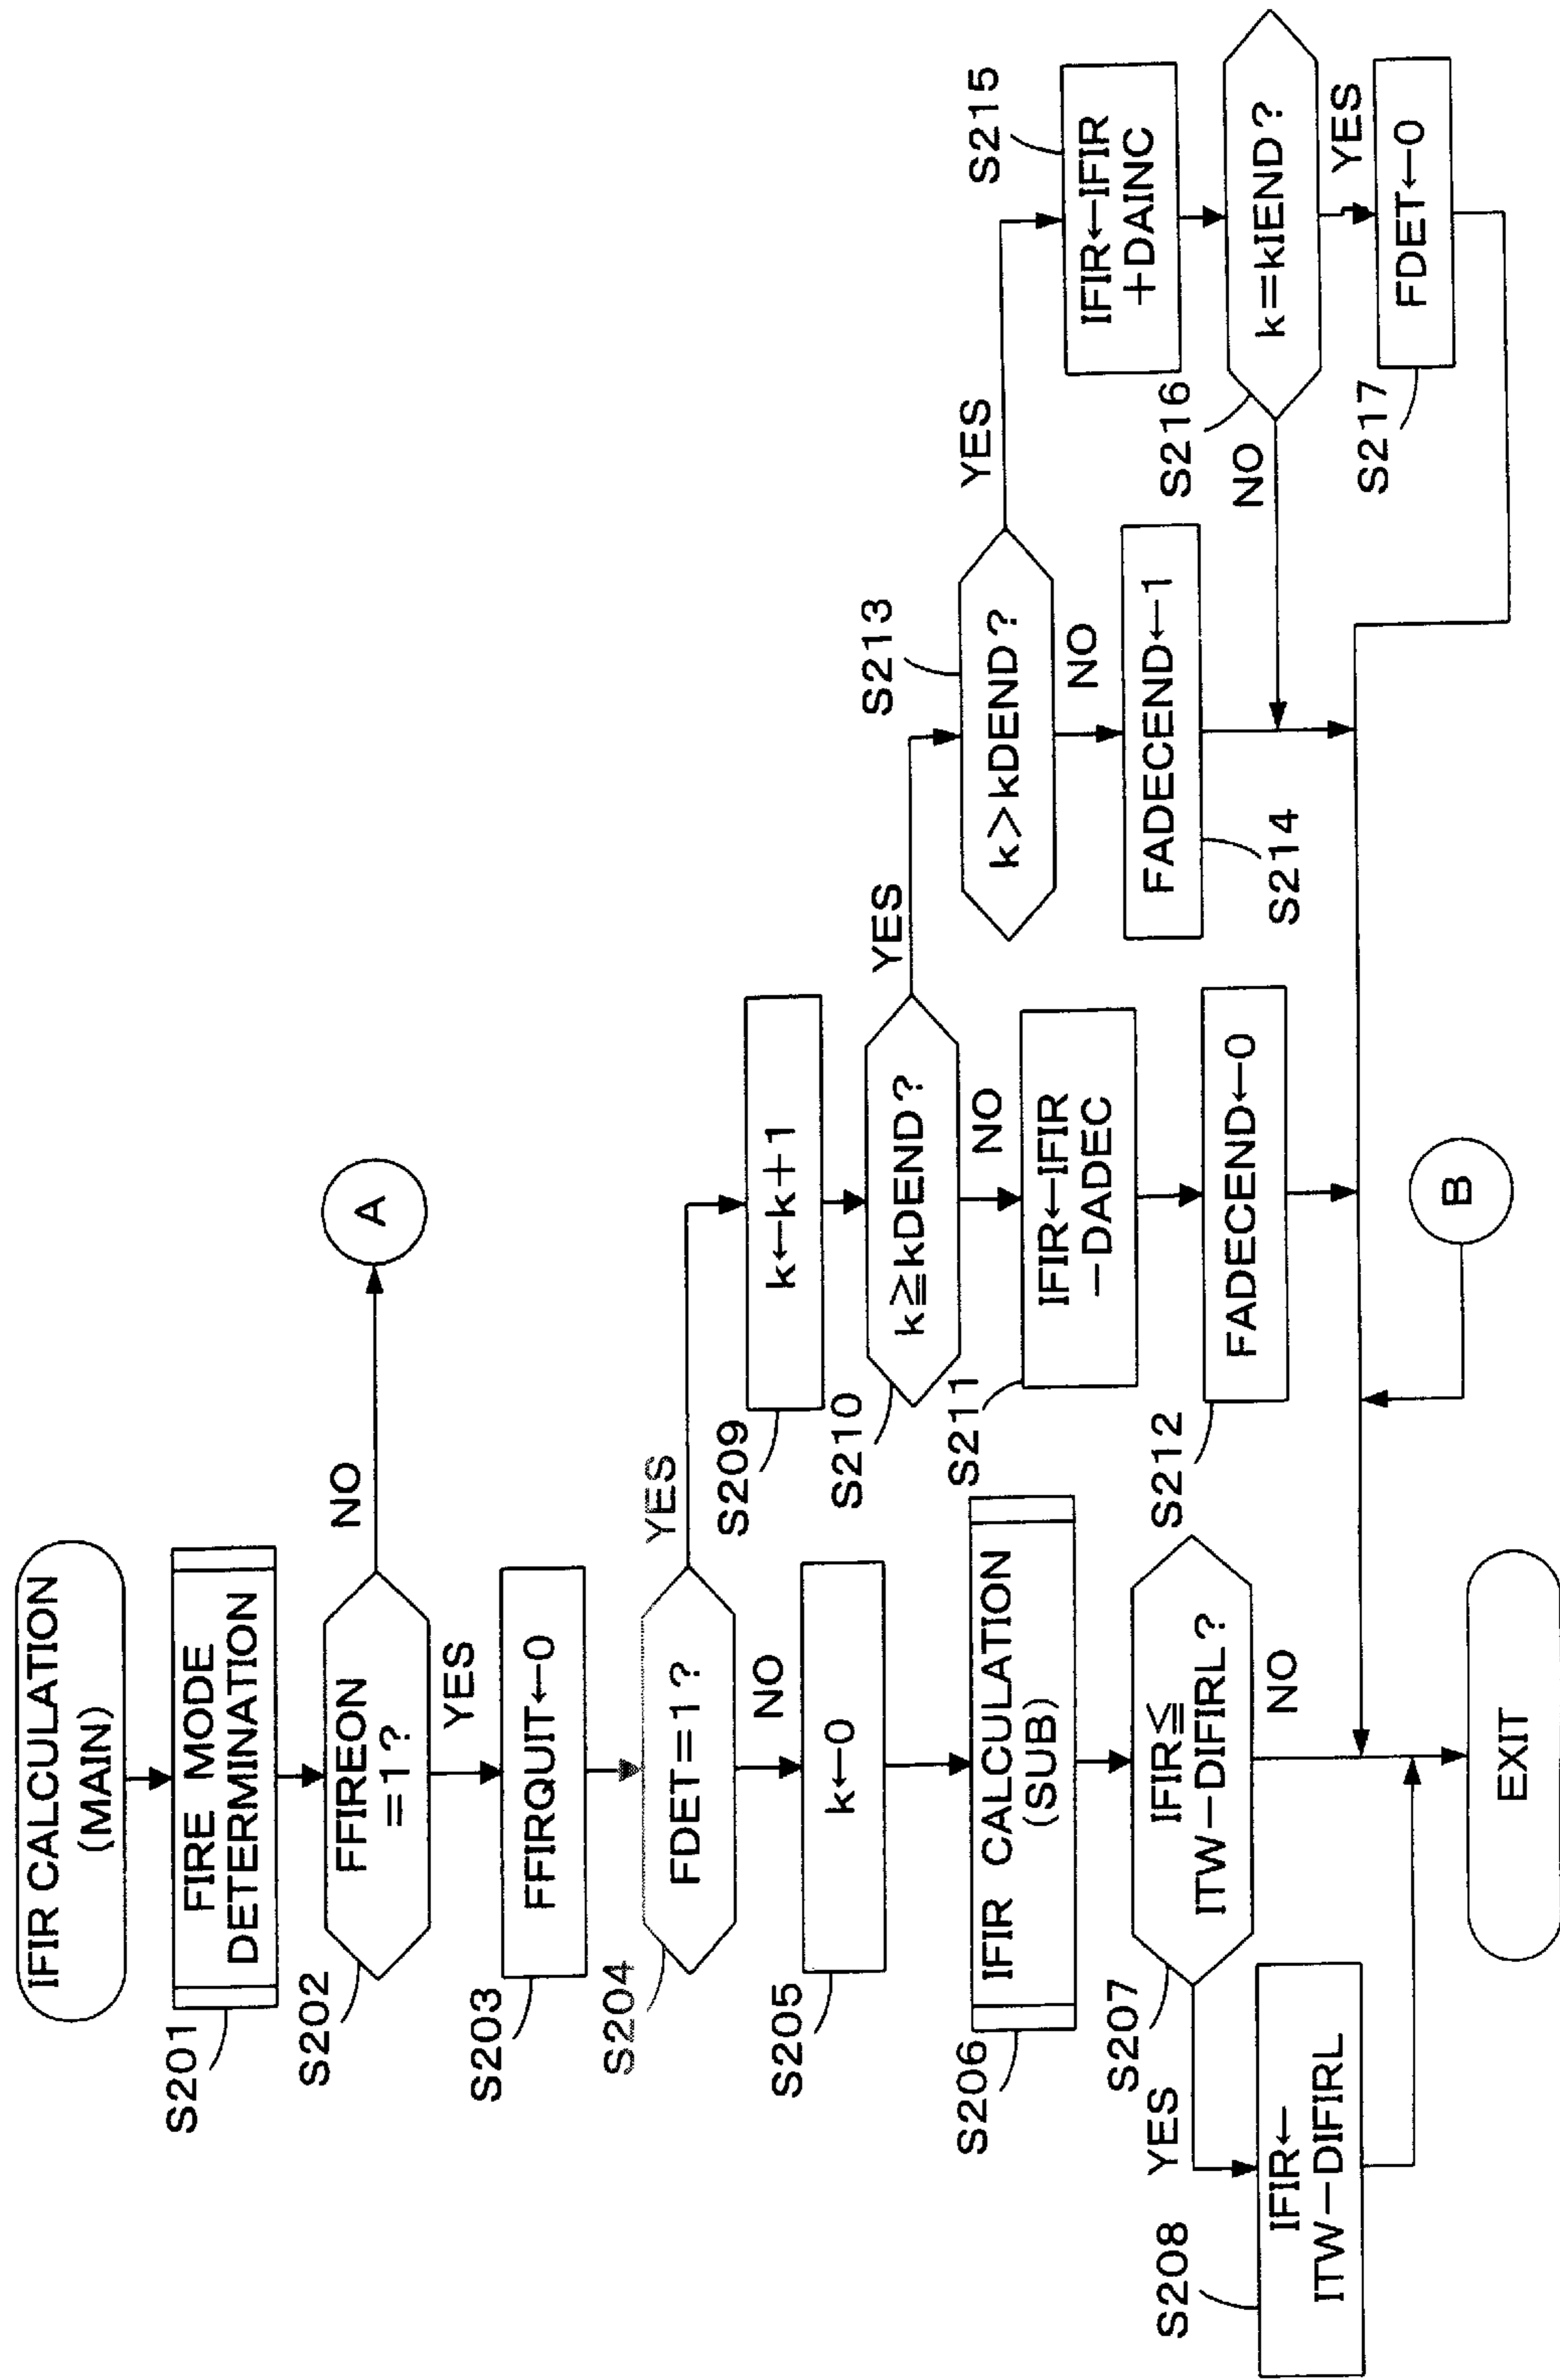 IFIR CALCULATION
(MAIN)
S201
FIRE MODE
DETERMINATION
S202
FFIREON
=1?
NO
A
YES
S203
FFIRQUIT←0
S204
FDET=1?
YES
NO
S205
k←0
S206
IFIR CALCULATION
(SUB)
S207
IFIR≦
ITW−DIFIRL?
YES
NO
S208
IFIR←
ITW−DIFIRL
S209
k←k+1
S210
k≧kDEND?
YES
NO
S211
IFIR←IFIR
−DADEC
S212
FADECEND←0
S213
k>kDEND?
YES
NO
S214
FADECEND←1
S215
IFIR←IFIR
+DAINC
S216
k=kIEND?
NO
YES
S217
FDET←0
B
EXIT